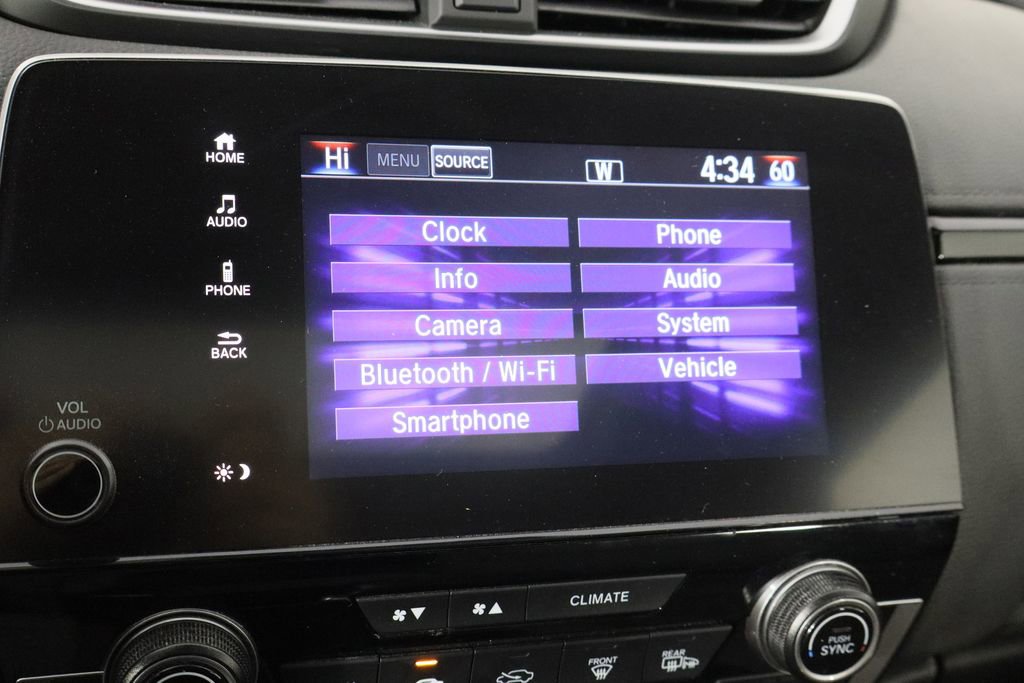 HOME
AUDIO
PHONE
BACK
VOL
AUDIO
Hi MENU SOURCE W 4:34 60
Clock Phone
Info Audio
Camera System
Bluetooth / Wi-Fi Vehicle
Smartphone
CLIMATE
FRONT
REAR
PUSH
SYNC
SYNC